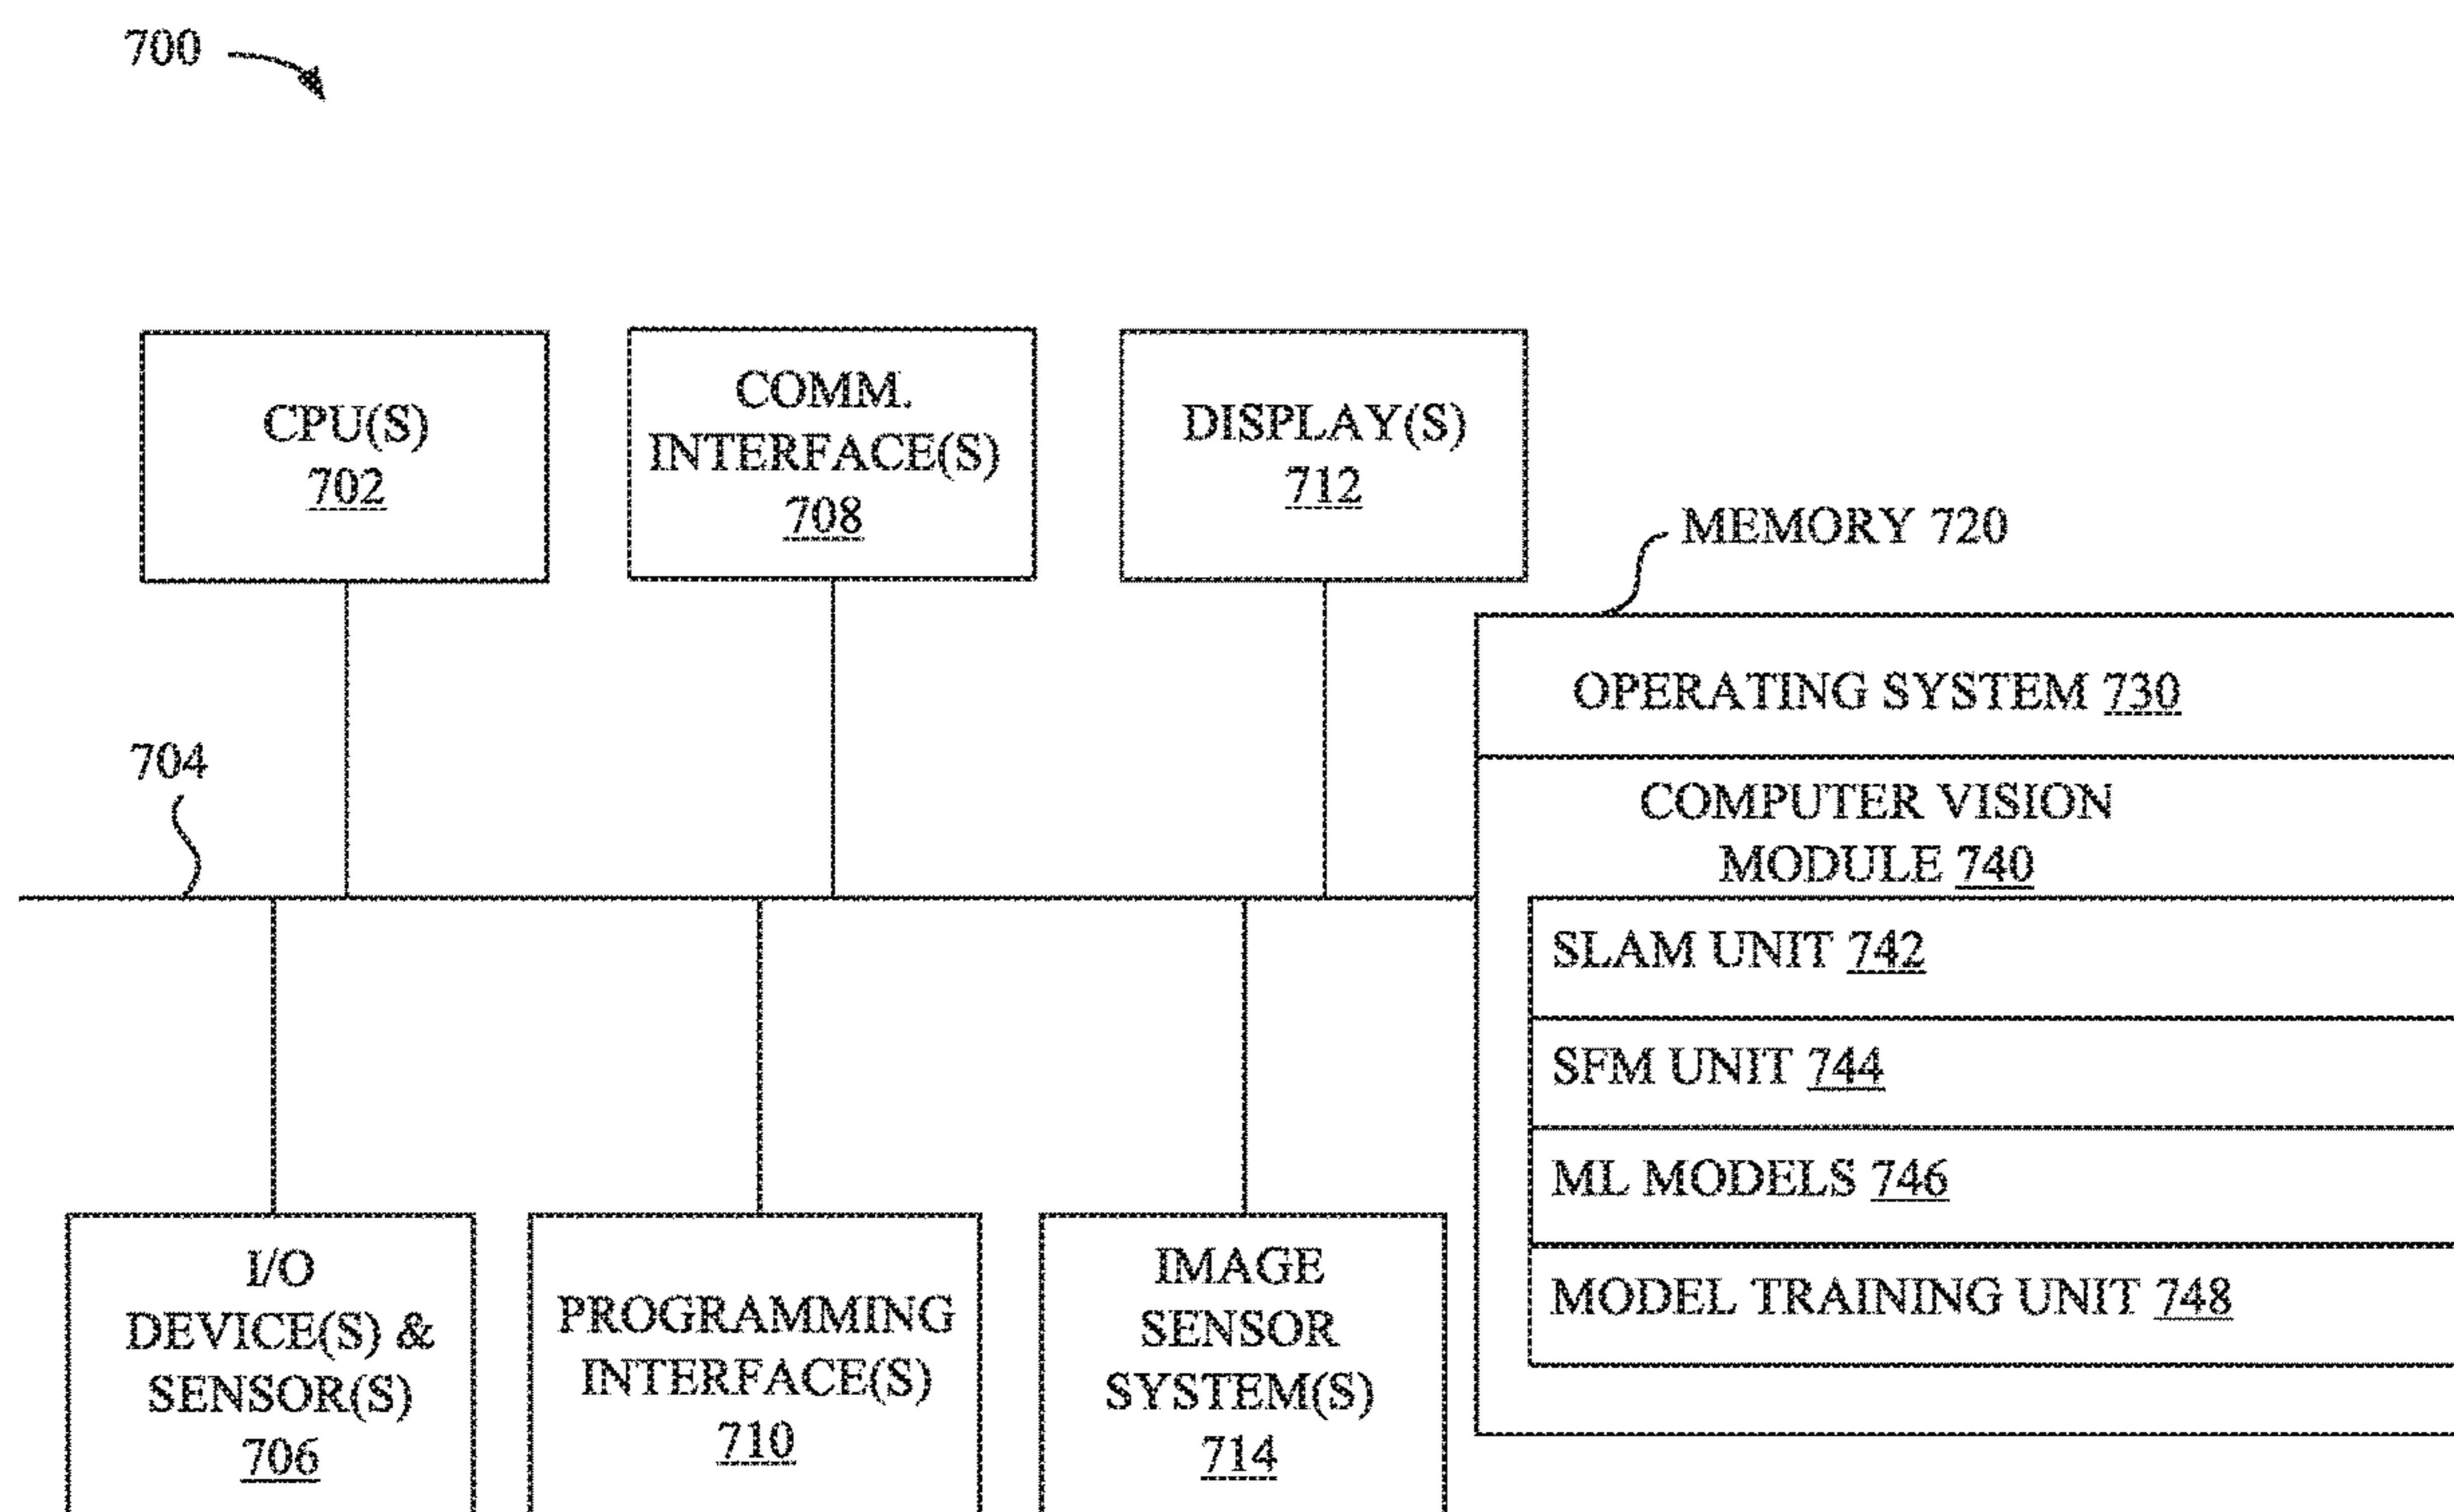 700
CPU(S)
702
COMM.
INTERFACE(S)
708
DISPLAY(S)
712
MEMORY 720
OPERATING SYSTEM 730
704
COMPUTER VISION
MODULE 740
SLAM UNIT 742
SFM UNIT 744
ML MODELS 746
MODEL TRAINING UNIT 748
I/O
DEVICE(S) &
SENSOR(S)
706
PROGRAMMING
INTERFACE(S)
710
IMAGE
SENSOR
SYSTEM(S)
714